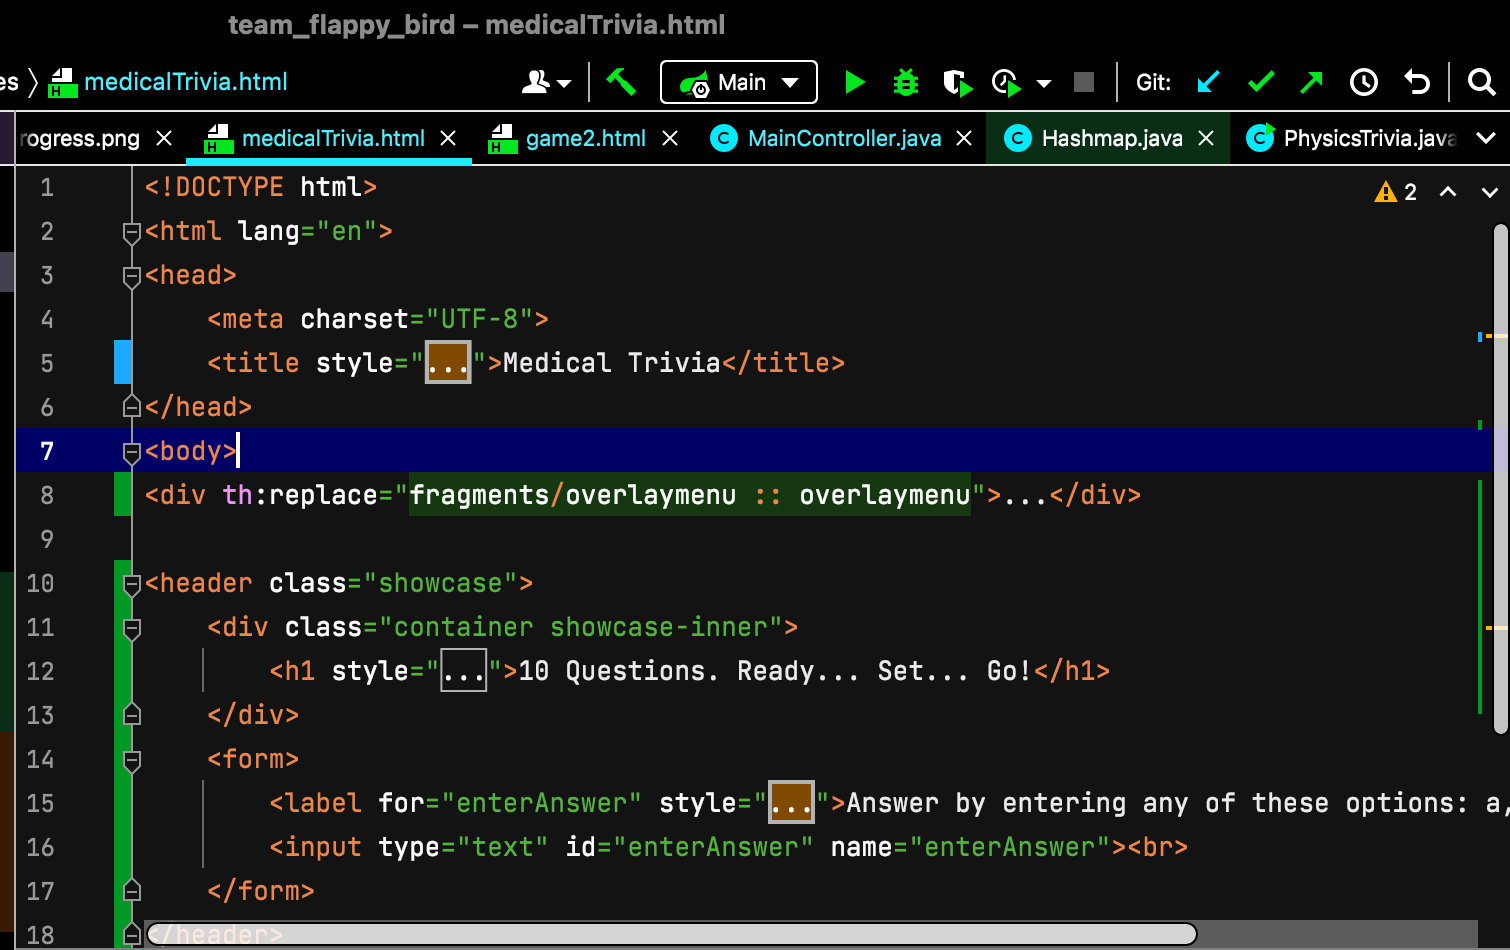 team_flappy_bird – medicalTrivia.html
es medicalTrivia.html Main Git:
rogress.png medicalTrivia.html game2.html MainController.java Hashmap.java PhysicsTrivia.java
2
1 <!DOCTYPE html>
2 <html lang="en">
3 <head>
4 <meta charset="UTF-8">
5 <title style="...">Medical Trivia</title>
6 </head>
7 <body>
8 <div th:replace="fragments/overlaymenu :: overlaymenu">...</div>
9
10 <header class="showcase">
11 <div class="container showcase-inner">
12 <h1 style="...">10 Questions. Ready... Set... Go!</h1>
13 </div>
14 <form>
15 <label for="enterAnswer" style="...">Answer by entering any of these options: a,
16 <input type="text" id="enterAnswer" name="enterAnswer"><br>
17 </form>
18 </header>